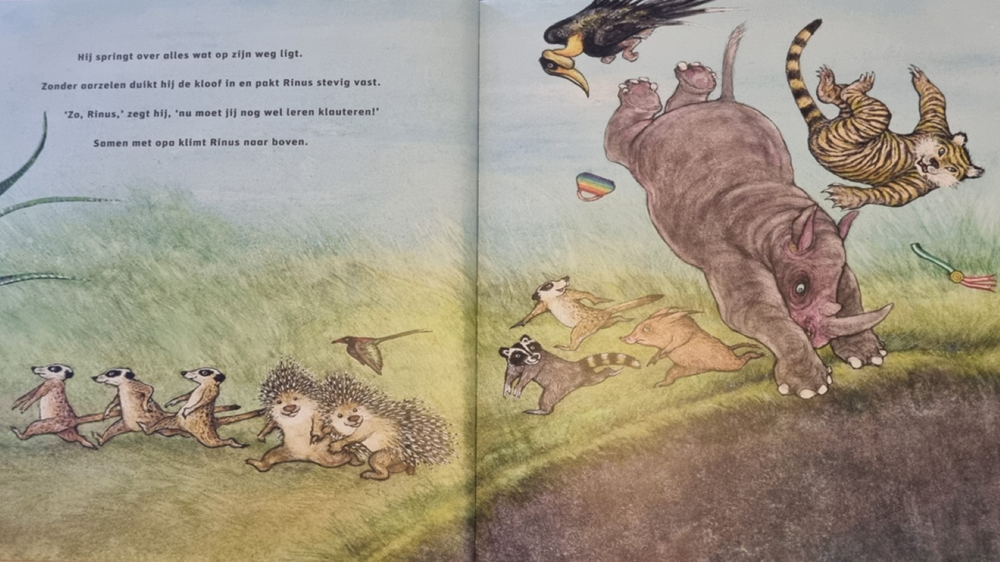 Hij springt over alles wat op zijn weg ligt.
Zonder aarzelen duikt hij de kloof in en pakt Rinus stevig vast.
‘Zo, Rinus,’ zegt hij, ‘nu moet jij nog wel leren klauteren!’
Samen met opa klimt Rinus naar boven.